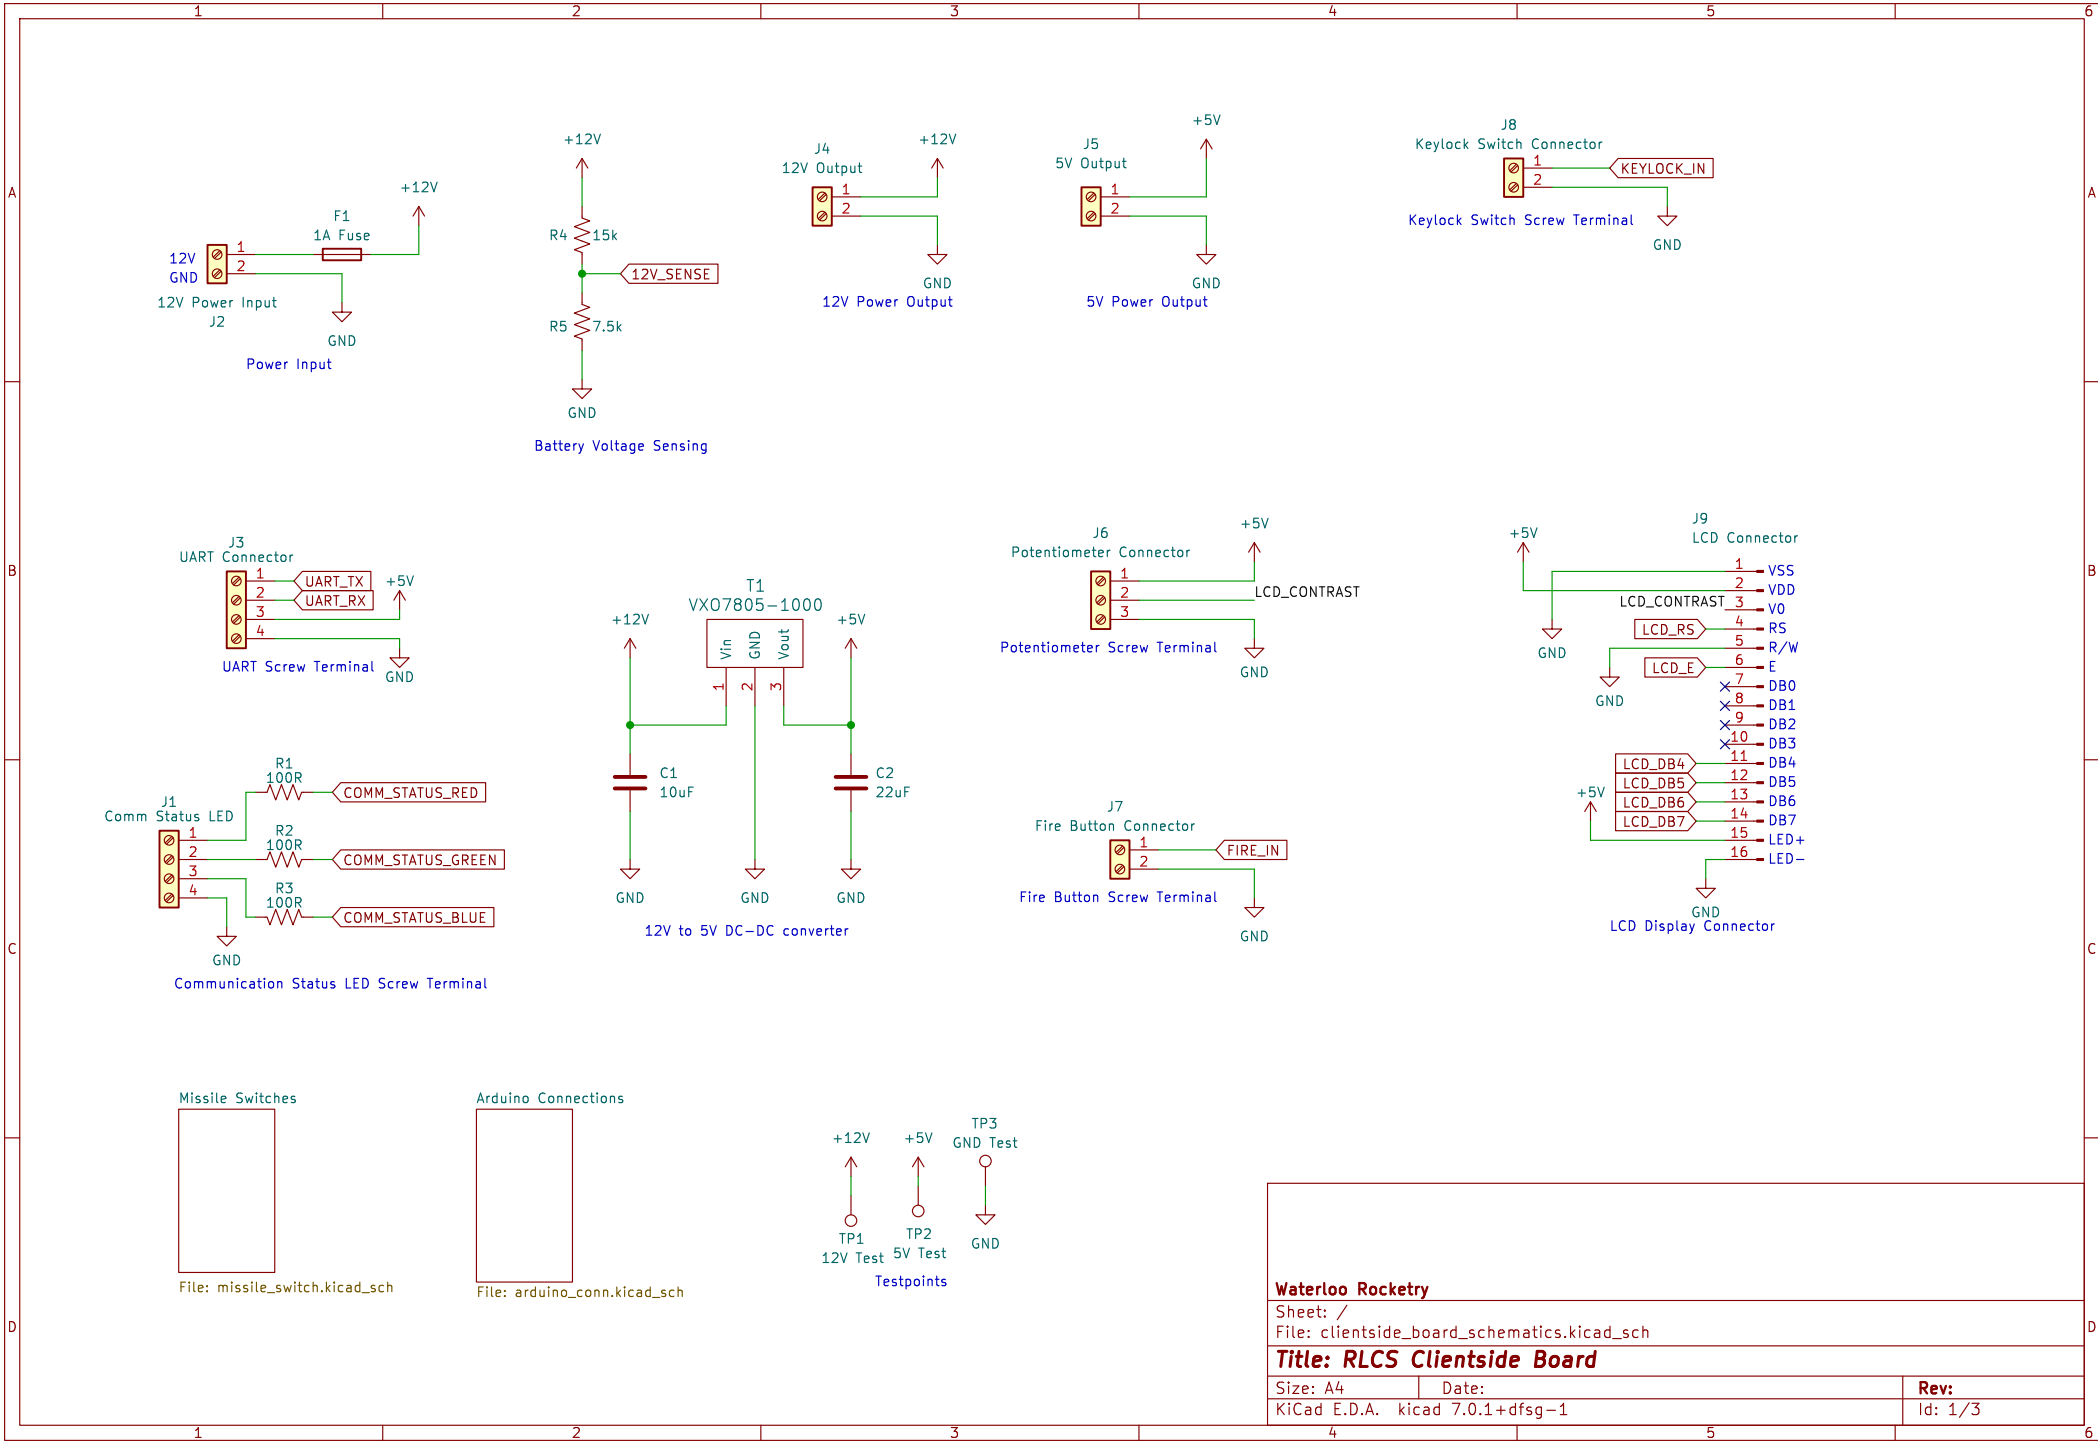 1 2 3 4 5 6
A
B
C
D
A
B
C
D
+12V
F1
1A Fuse
12V
GND
1
2
12V Power Input
J2
GND
Power Input
+12V
R4 15k
12V_SENSE
R5 7.5k
GND
Battery Voltage Sensing
J4
12V Output
+12V
1
2
GND
12V Power Output
J5
5V Output
+5V
1
2
GND
5V Power Output
J8
Keylock Switch Connector
1
KEYLOCK_IN
2
Keylock Switch Screw Terminal
GND
J3
UART Connector
1
UART_TX
+5V
2
UART_RX
3
4
UART Screw Terminal
GND
T1
VXO7805-1000
+12V
+5V
Vin
GND
Vout
1
2
3
C1
10uF
C2
22uF
GND
GND
GND
12V to 5V DC-DC converter
J6
Potentiometer Connector
+5V
1
2
LCD_CONTRAST
3
Potentiometer Screw Terminal
GND
J9
LCD Connector
+5V
1 VSS
2 VDD
LCD_CONTRAST 3 V0
LCD_RS 4 RS
5 R/W
LCD_E 6 E
7 DB0
8 DB1
9 DB2
10 DB3
LCD_DB4 11 DB4
LCD_DB5 12 DB5
LCD_DB6 13 DB6
LCD_DB7 14 DB7
15 LED+
16 LED-
GND
GND
+5V
GND
LCD Display Connector
J1
Comm Status LED
R1
100R
COMM_STATUS_RED
1
R2
100R
2
COMM_STATUS_GREEN
3
R3
100R
4
COMM_STATUS_BLUE
GND
Communication Status LED Screw Terminal
J7
Fire Button Connector
1
FIRE_IN
2
Fire Button Screw Terminal
GND
Missile Switches
File: missile_switch.kicad_sch
Arduino Connections
File: arduino_conn.kicad_sch
+12V
TP1
12V Test
+5V
TP2
5V Test
TP3
GND Test
GND
Testpoints
Waterloo Rocketry
Sheet: /
File: clientside_board_schematics.kicad_sch
Title: RLCS Clientside Board
Size: A4 Date: Rev:
KiCad E.D.A. kicad 7.0.1+dfsg-1 Id: 1/3
1 2 3 4 5 6